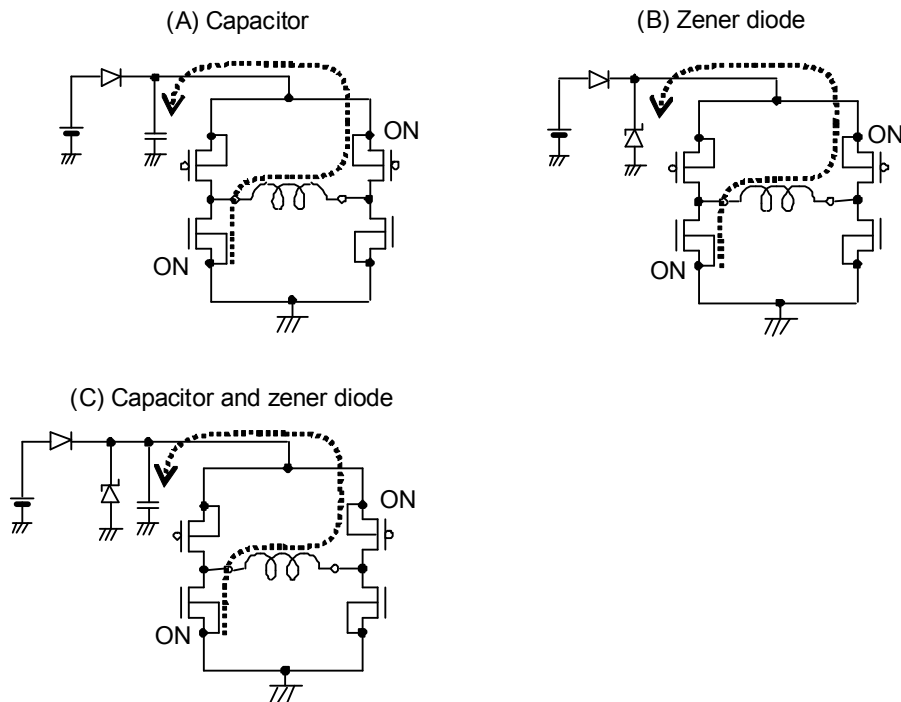 (A) Capacitor
(B) Zener diode
ON
ON
ON
ON
(C) Capacitor and zener diode
ON
ON